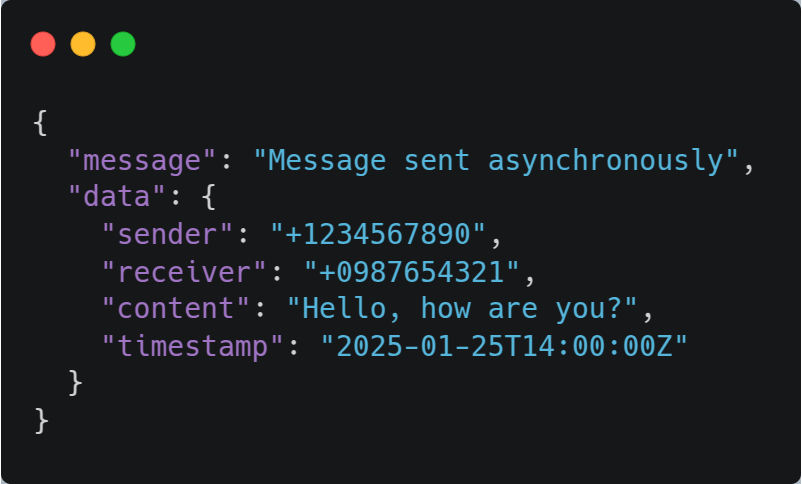 {
  "message": "Message sent asynchronously",
  "data": {
    "sender": "+1234567890",
    "receiver": "+0987654321",
    "content": "Hello, how are you?",
    "timestamp": "2025-01-25T14:00:00Z"
  }
}